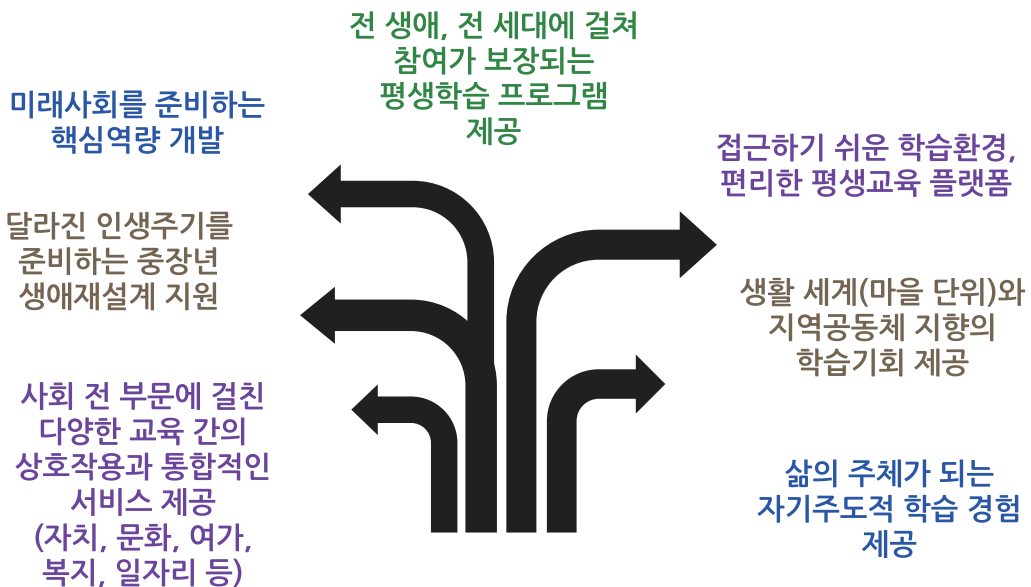 전 생애, 전 세대에 걸쳐
참여가 보장되는
평생학습 프로그램
제공
미래사회를 준비하는
핵심역량 개발
접근하기 쉬운 학습환경,
편리한 평생교육 플랫폼
달라진 인생주기를
준비하는 중장년
생애재설계 지원
생활 세계(마을 단위)와
지역공동체 지향의
학습기회 제공
사회 전 부문에 걸친
다양한 교육 간의
상호작용과 통합적인
서비스 제공
(자치, 문화, 여가,
복지, 일자리 등)
삶의 주체가 되는
자기주도적 학습 경험
제공